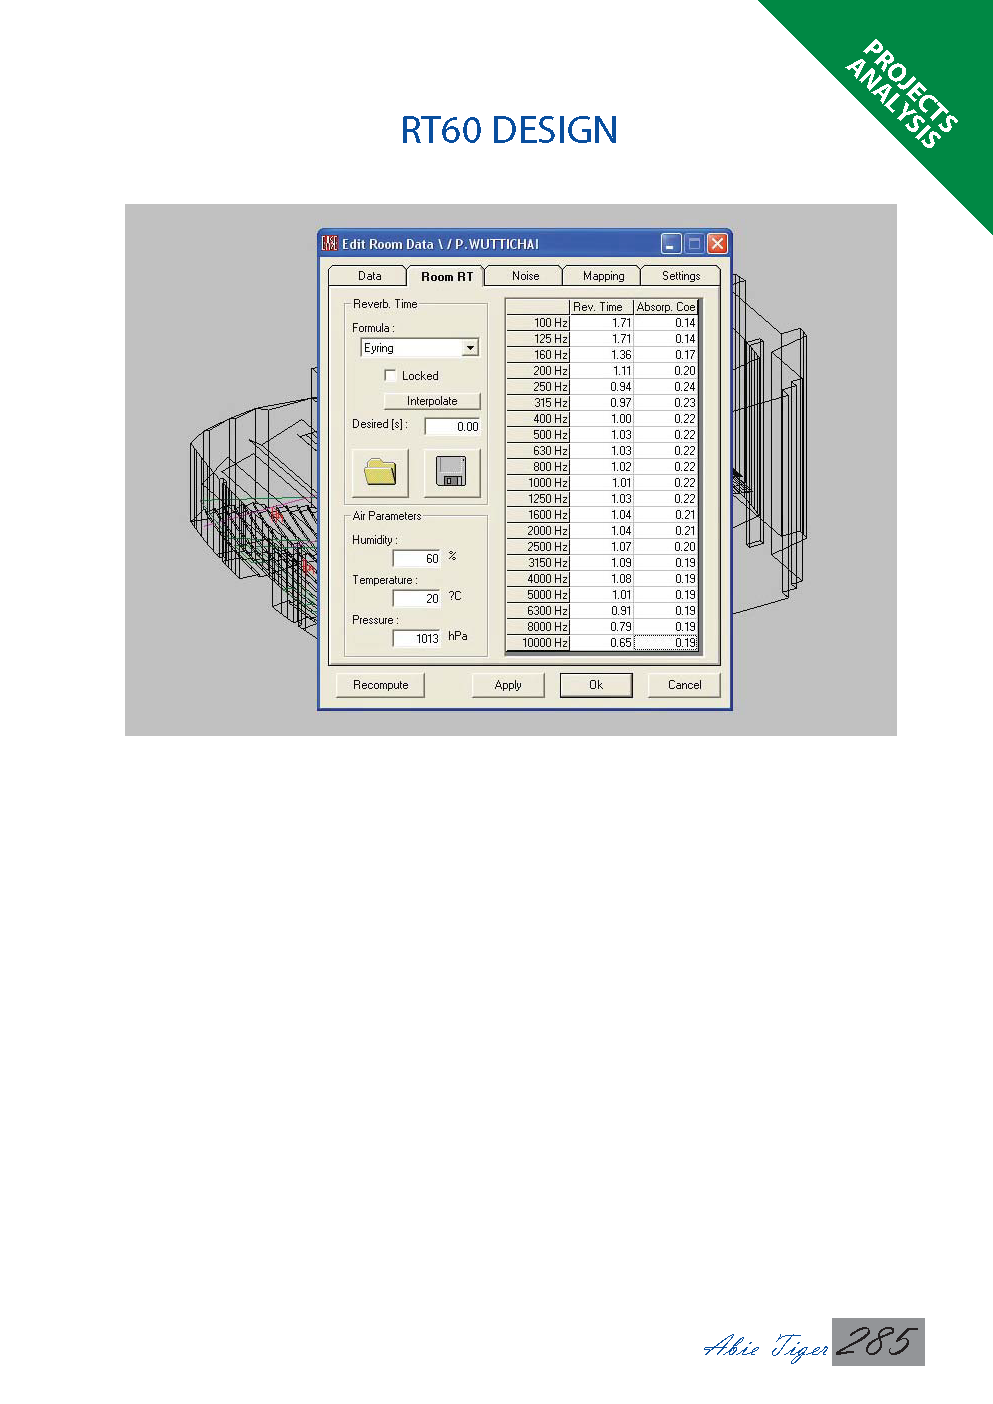 PROJECTS
ANALYSIS
RT60 DESIGN
EASE Edit Room Data \ / P.WUTTICHAI
Data Room RT Noise Mapping Settings
Reverb. Time
Formula :
Eyring
Locked
Interpolate
Desired [s] : 0.00
Air Parameters
Humidity :
60 %
Temperature :
20 ?C
Pressure :
1013 hPa
Rev. Time Absorp. Coe
100 Hz 1.71 0.14
125 Hz 1.71 0.14
160 Hz 1.36 0.17
200 Hz 1.11 0.20
250 Hz 0.94 0.24
315 Hz 0.97 0.23
400 Hz 1.00 0.22
500 Hz 1.03 0.22
630 Hz 1.03 0.22
800 Hz 1.02 0.22
1000 Hz 1.01 0.22
1250 Hz 1.03 0.22
1600 Hz 1.04 0.21
2000 Hz 1.04 0.21
2500 Hz 1.07 0.20
3150 Hz 1.09 0.19
4000 Hz 1.08 0.19
5000 Hz 1.01 0.19
6300 Hz 0.91 0.19
8000 Hz 0.79 0.19
10000 Hz 0.65 0.19
Recompute Apply Ok Cancel
Abie Tiger 285